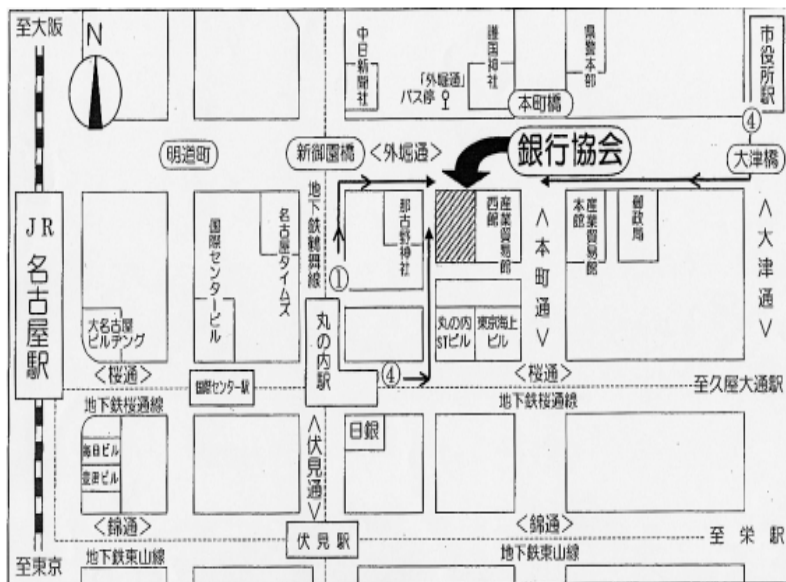 至大阪
N
中日新聞社
護国神社
県警本部
市役所駅
「外堀通」
バス停
本町橋
④
明道町
新御園橋
<外堀通>
銀行協会
大津橋
JR
名古屋駅
国際センタービル
名古屋タイムズ
地下鉄鶴舞線
那古野神社
産業貿易館
西館
<本町通>
産業貿易館
本館
郵政局
<大津通>
①
大名古屋
ビルヂング
丸の内駅
丸の内
STビル
東京海上
ビル
<桜通>
国際センター駅
④
<桜通>
至久屋大通駅
地下鉄桜通線
地下鉄桜通線
毎日ビル
豊田ビル
<伏見通>
日銀
<錦通>
伏見駅
<錦通>
至栄駅
至東京
地下鉄東山線
地下鉄東山線